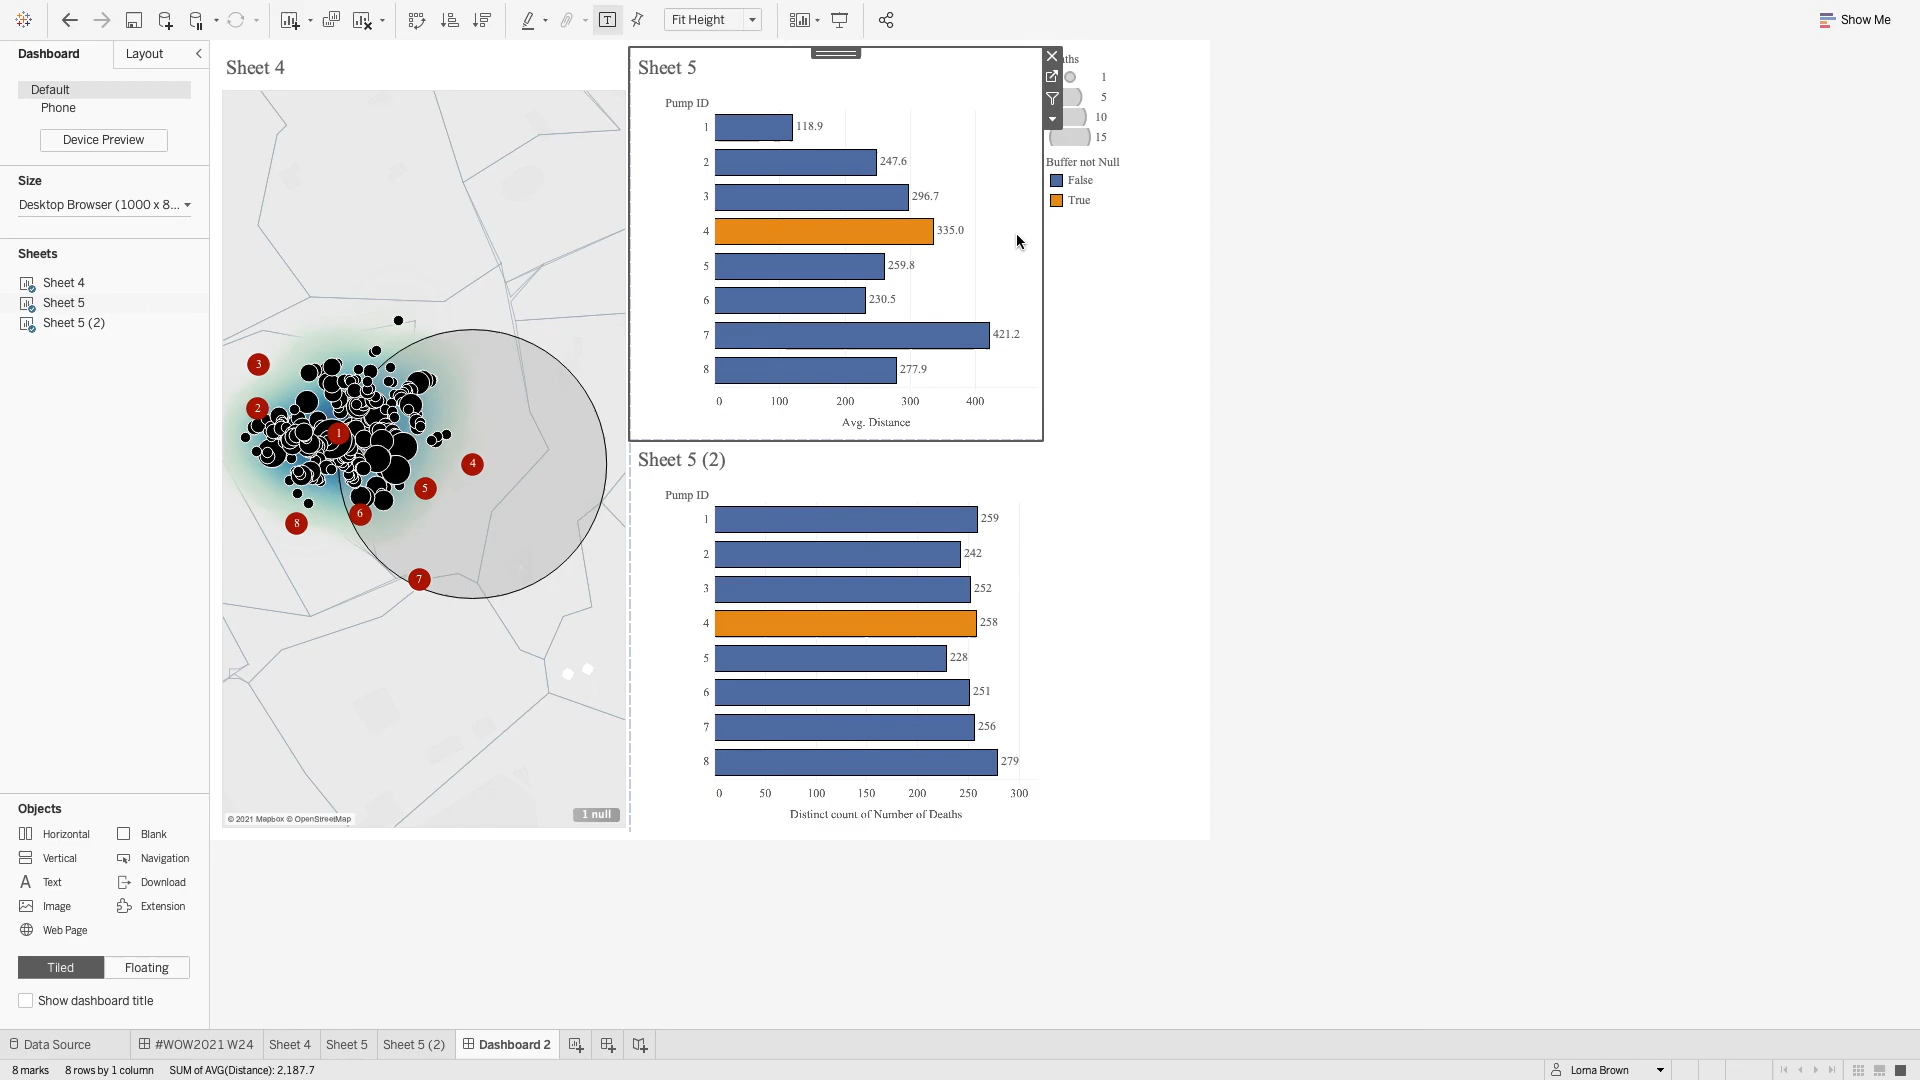 Fit Height
Show Me
Dashboard
Layout
Default
Phone
Device Preview
Size
Desktop Browser (1000 x 8...
Sheets
Sheet 4
Sheet 5
Sheet 5 (2)
Objects
Horizontal
Blank
Vertical
Navigation
Text
Download
Image
Extension
Web Page
Tiled
Floating
Show dashboard title
Sheet 4
3
2
1
4
5
6
8
7
© 2021 Mapbox © OpenStreetMap
1 null
Sheet 5
Pump ID
1 118.9
2 247.6
3 296.7
4 335.0
5 259.8
6 230.5
7 421.2
8 277.9
0 100 200 300 400
Avg. Distance
Sheet 5 (2)
Pump ID
1 259
2 242
3 252
4 258
5 228
6 251
7 256
8 279
0 50 100 150 200 250 300
Distinct count of Number of Deaths
1
5
10
15
Buffer not Null
False
True
Data Source
#WOW2021 W24
Sheet 4
Sheet 5
Sheet 5 (2)
Dashboard 2
8 marks
8 rows by 1 column
SUM of AVG(Distance): 2,187.7
Lorna Brown